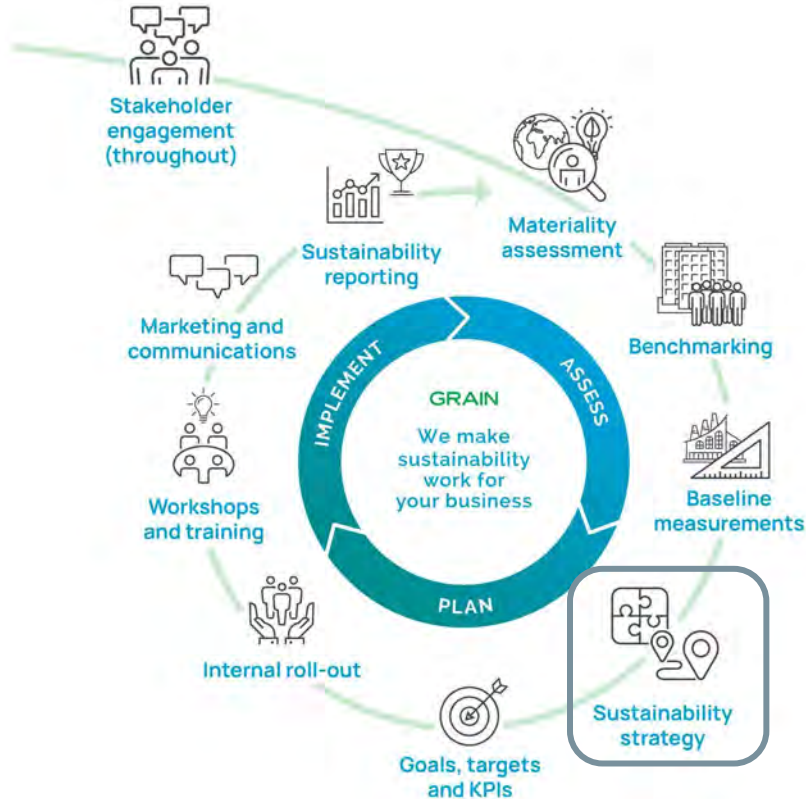 Stakeholder
engagement
(throughout)
Sustainability
reporting
Materiality
assessment
Marketing and
communications
Benchmarking
IMPLEMENT
ASSESS
GRAIN
We make
sustainability
work for
your business
Workshops
and training
Baseline
measurements
PLAN
Internal roll-out
Sustainability
strategy
Goals, targets
and KPIs